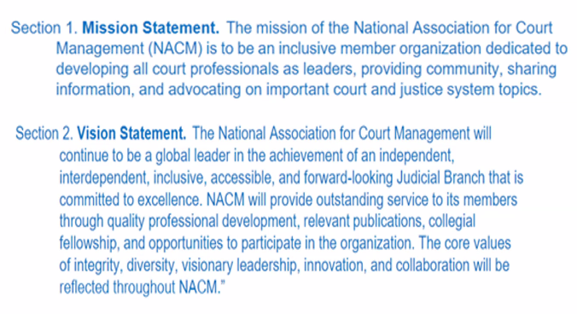 Section 1. Mission Statement. The mission of the National Association for Court
Management (NACM) is to be an inclusive member organization dedicated to
developing all court professionals as leaders, providing community, sharing
information, and advocating on important court and justice system topics.
Section 2. Vision Statement. The National Association for Court Management will
continue to be a global leader in the achievement of an independent,
interdependent, inclusive, accessible, and forward-looking Judicial Branch that is
committed to excellence. NACM will provide outstanding service to its members
through quality professional development, relevant publications, collegial
fellowship, and opportunities to participate in the organization. The core values
of integrity, diversity, visionary leadership, innovation, and collaboration will be
reflected throughout NACM.”